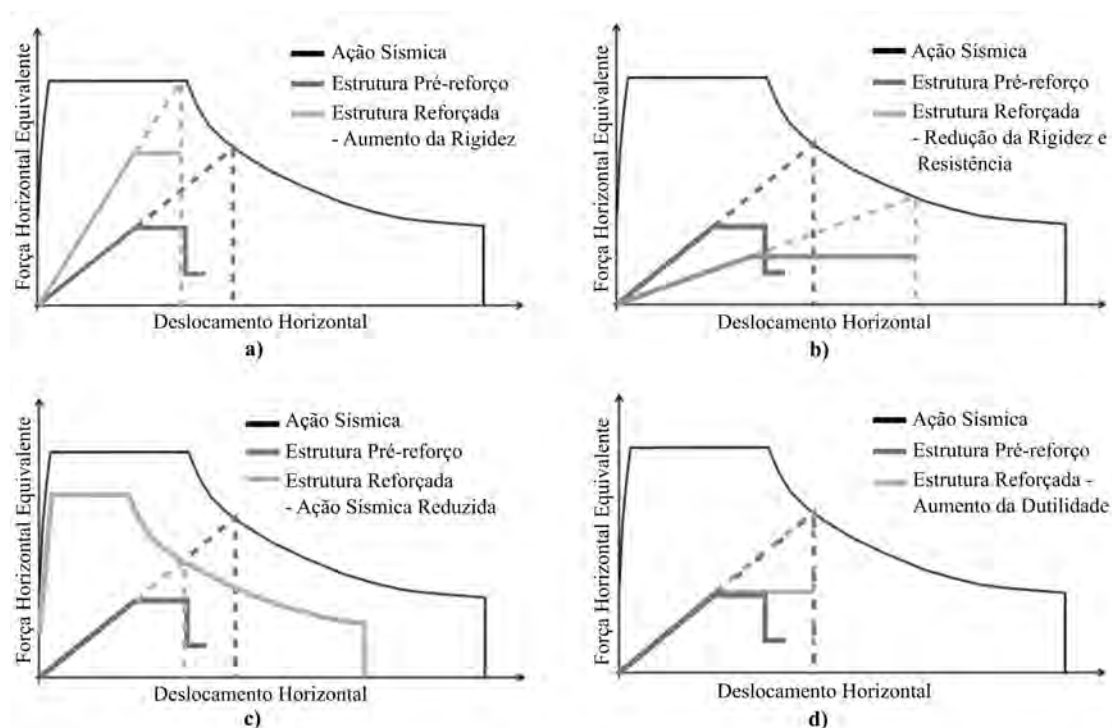 Força Horizontal Equivalente
Ação Sísmica
Estrutura Pré-reforço
Estrutura Reforçada
- Aumento da Rigidez
Deslocamento Horizontal
a)
Força Horizontal Equivalente
Ação Sísmica
Estrutura Pré-reforço
Estrutura Reforçada
- Redução da Rigidez e
Resistência
Deslocamento Horizontal
b)
Força Horizontal Equivalente
Ação Sísmica
Estrutura Pré-reforço
Estrutura Reforçada
- Ação Sísmica Reduzida
Deslocamento Horizontal
c)
Força Horizontal Equivalente
Ação Sísmica
Estrutura Pré-reforço
Estrutura Reforçada -
Aumento da Dutilidade
Deslocamento Horizontal
d)